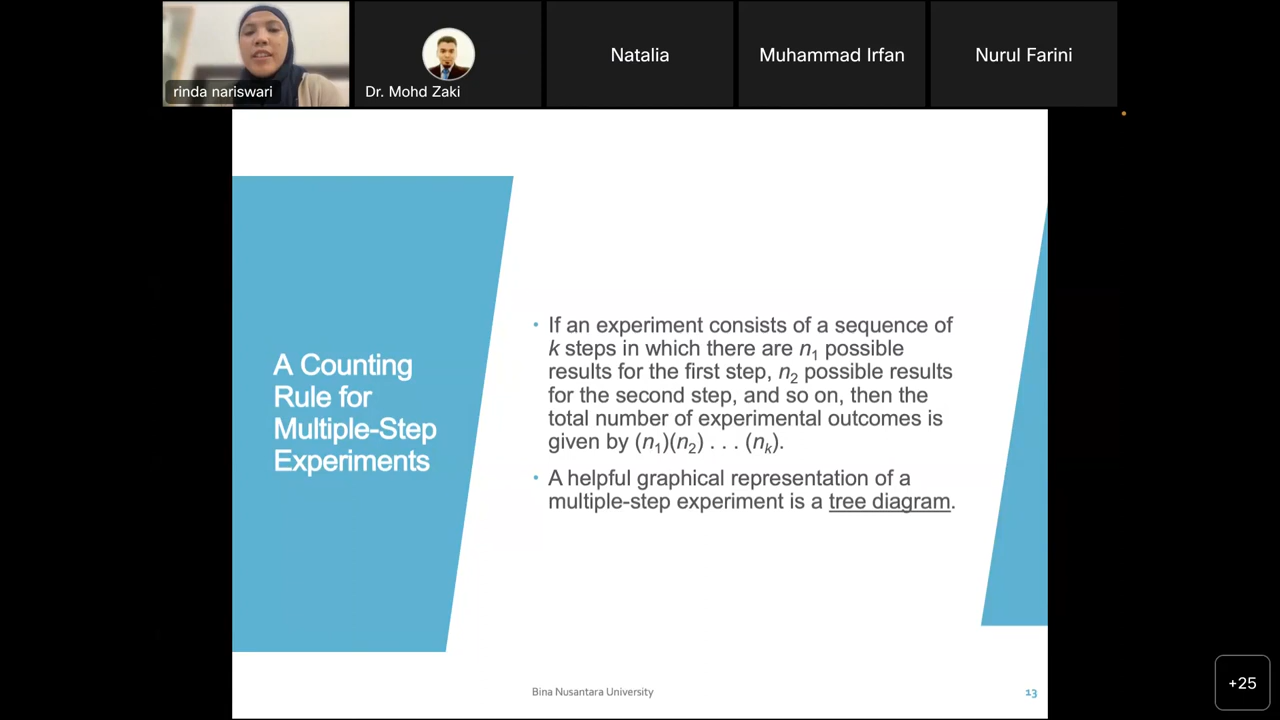 rinda nariswari
Dr. Mohd Zaki
Natalia
Muhammad Irfan
Nurul Farini
A Counting
Rule for
Multiple-Step
Experiments
• If an experiment consists of a sequence of
k steps in which there are n₁ possible
results for the first step, n₂ possible results
for the second step, and so on, then the
total number of experimental outcomes is
given by (n₁)(n₂) . . . (nₖ).
• A helpful graphical representation of a
multiple-step experiment is a tree diagram.
Bina Nusantara University
13
+25